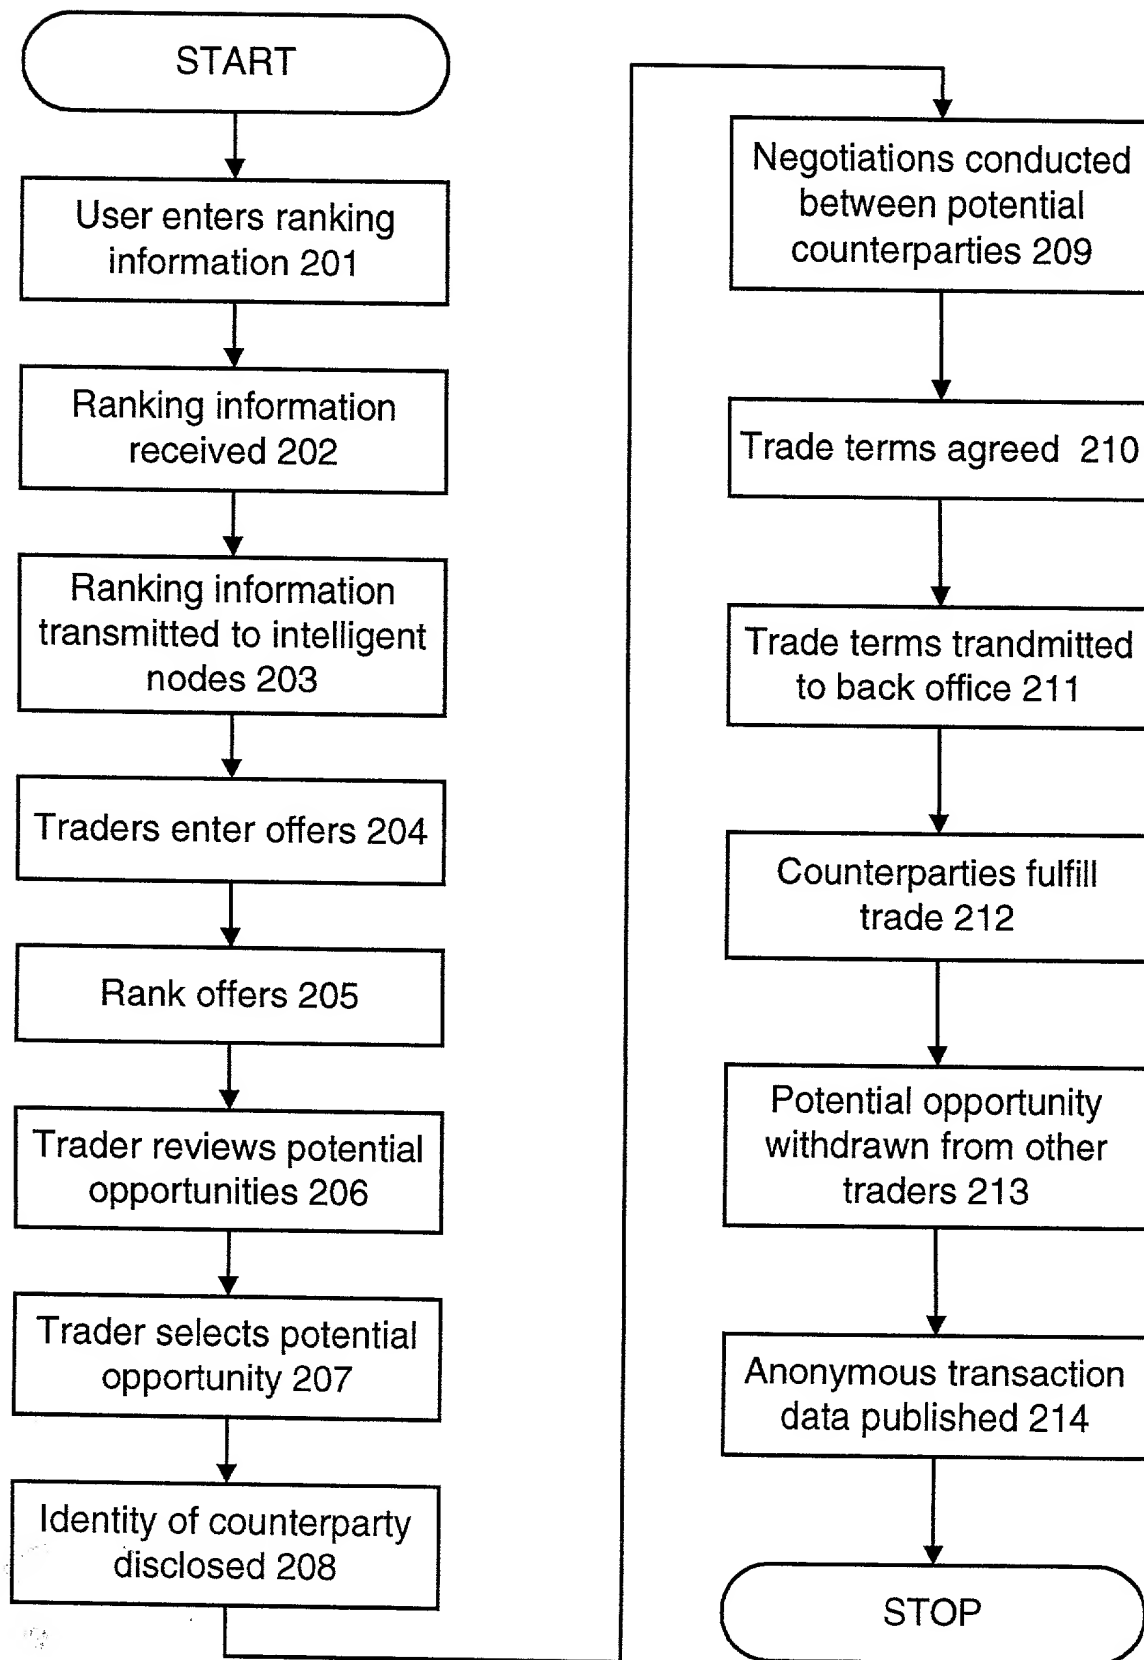 START
User enters ranking
information 201
Ranking information
received 202
Ranking information
transmitted to intelligent
nodes 203
Traders enter offers 204
Rank offers 205
Trader reviews potential
opportunities 206
Trader selects potential
opportunity 207
Identity of counterparty
disclosed 208
Negotiations conducted
between potential
counterparties 209
Trade terms agreed 210
Trade terms trandmitted
to back office 211
Counterparties fulfill
trade 212
Potential opportunity
withdrawn from other
traders 213
Anonymous transaction
data published 214
STOP